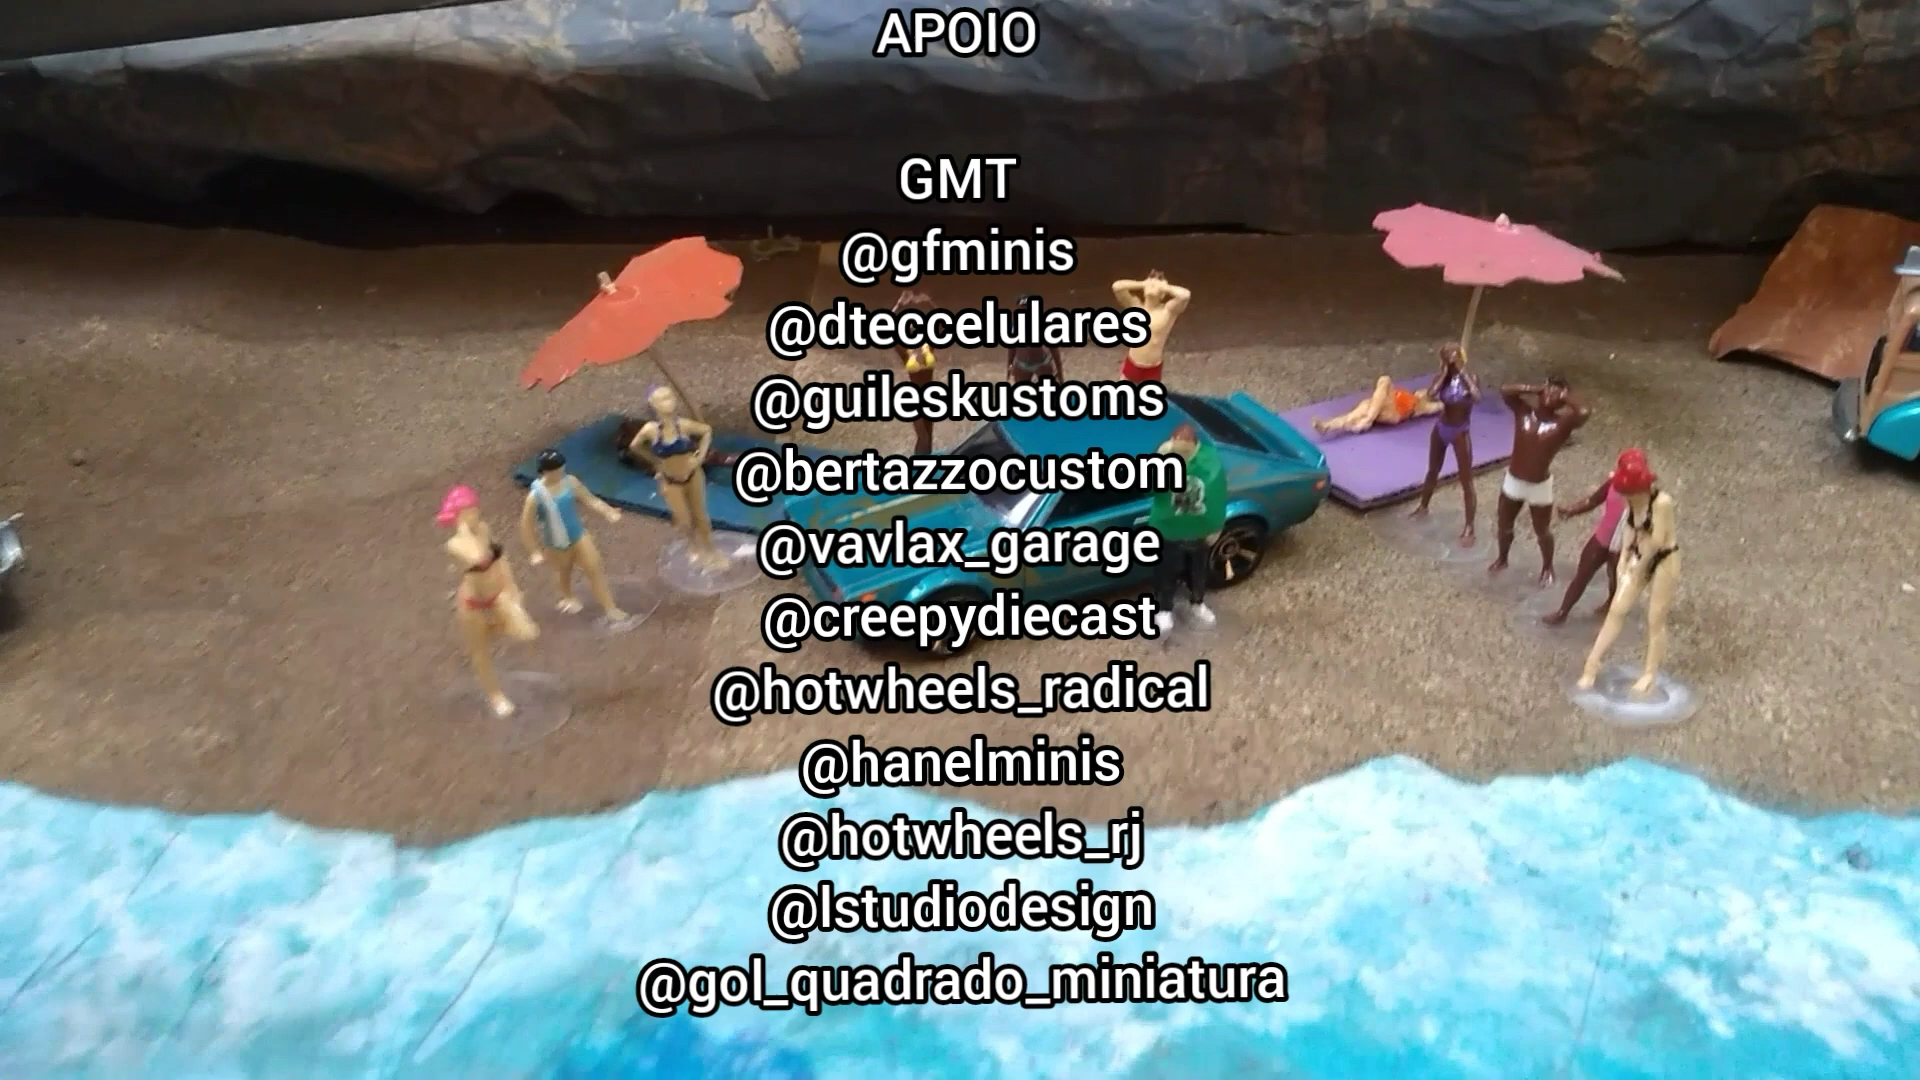 APOIO
GMT
@gfminis
@dteccelulares
@guileskustoms
@bertazzocustom
@vavlax_garage
@creepydiecast
@hotwheels_radical
@hanelminis
@hotwheels_rj
@lstudiodesign
@gol_quadrado_miniatura